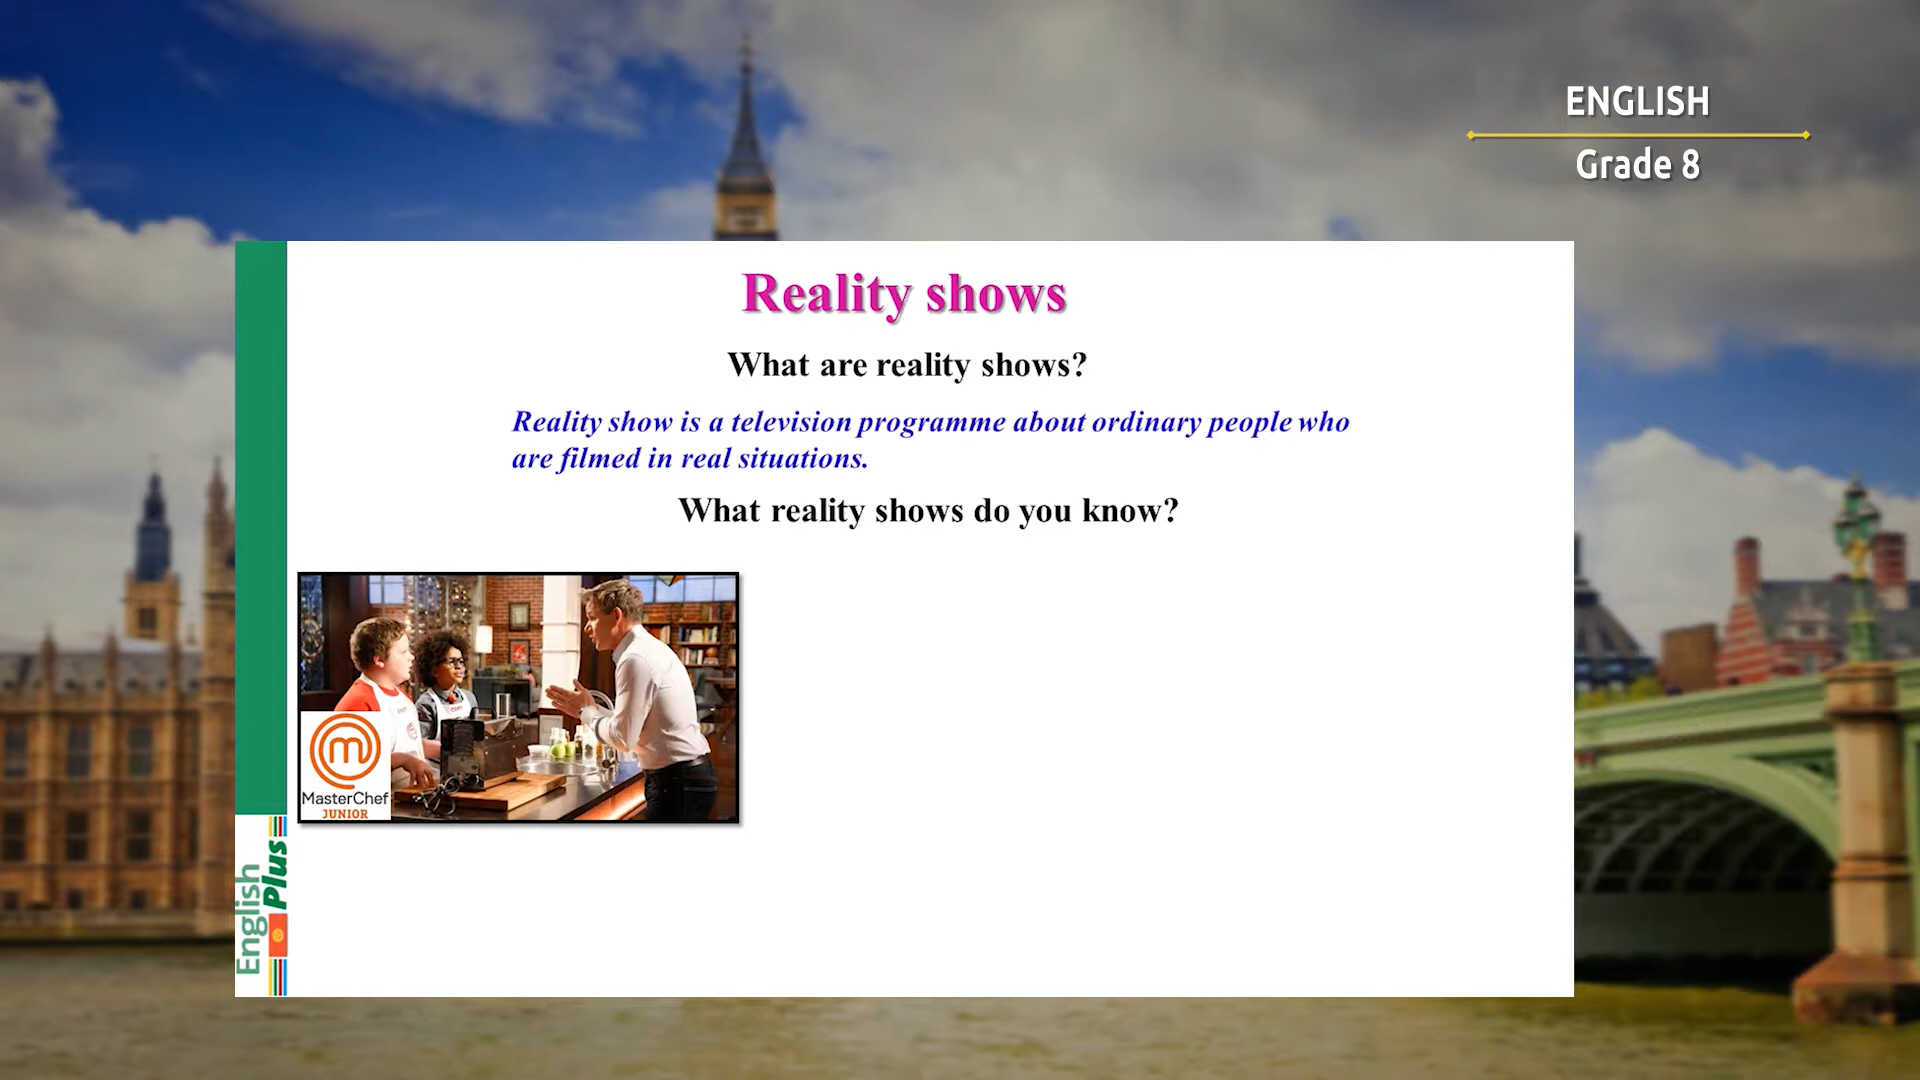 ENGLISH
Grade 8
Reality shows
What are reality shows?
Reality show is a television programme about ordinary people who
are filmed in real situations.
What reality shows do you know?
MasterChef
JUNIOR
English
Plus